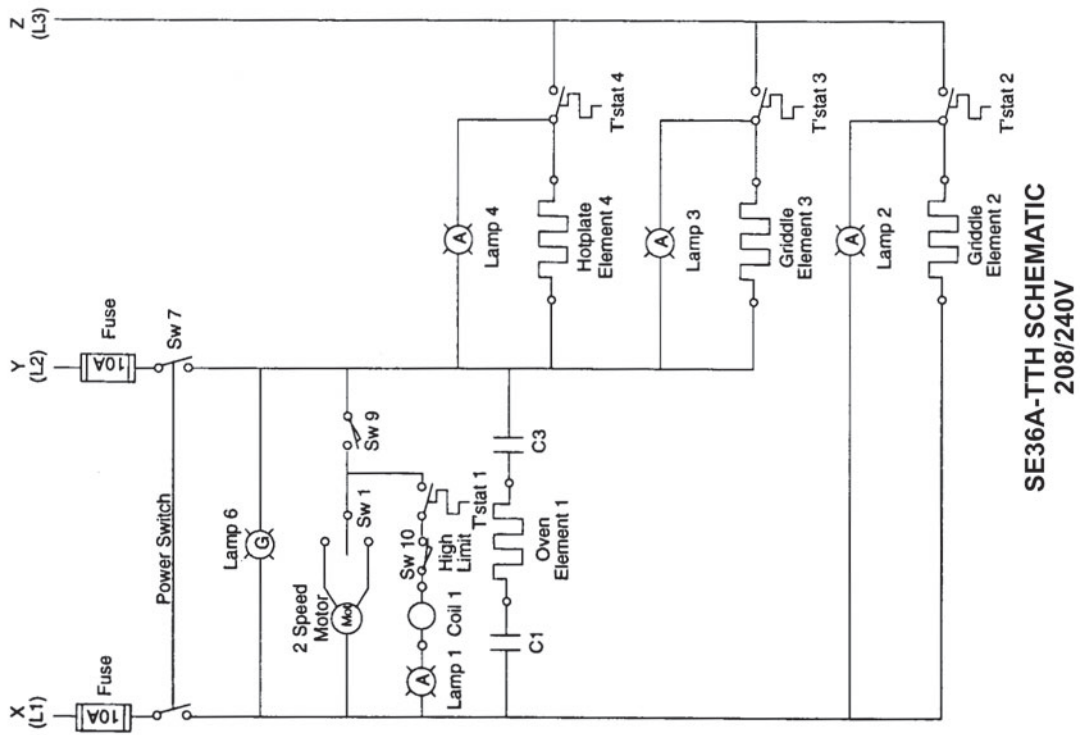 X
(L1)
Y
(L2)
Z
(L3)
Fuse
10A
Fuse
10A
Power Switch
Sw 7
Lamp 6
G
Sw 9
2 Speed
Motor
Mot
Sw 1
Lamp 1
A
Coil 1
Sw 10
High
Limit
T'stat 1
C1
Oven
Element 1
C3
A
Lamp 4
T'stat 4
Hotplate
Element 4
A
Lamp 3
T'stat 3
Griddle
Element 3
A
Lamp 2
T'stat 2
Griddle
Element 2
SE36A-TTH SCHEMATIC
208/240V